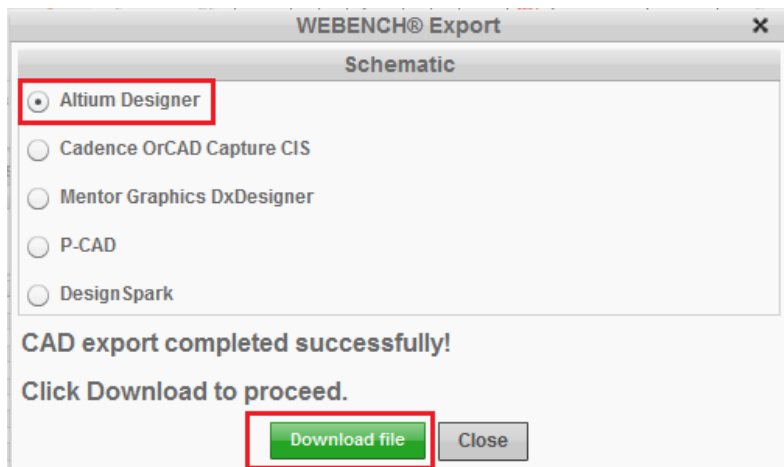 WEBENCH® Export
Schematic
Altium Designer
Cadence OrCAD Capture CIS
Mentor Graphics DxDesigner
P-CAD
DesignSpark
CAD export completed successfully!
Click Download to proceed.
Download file Close